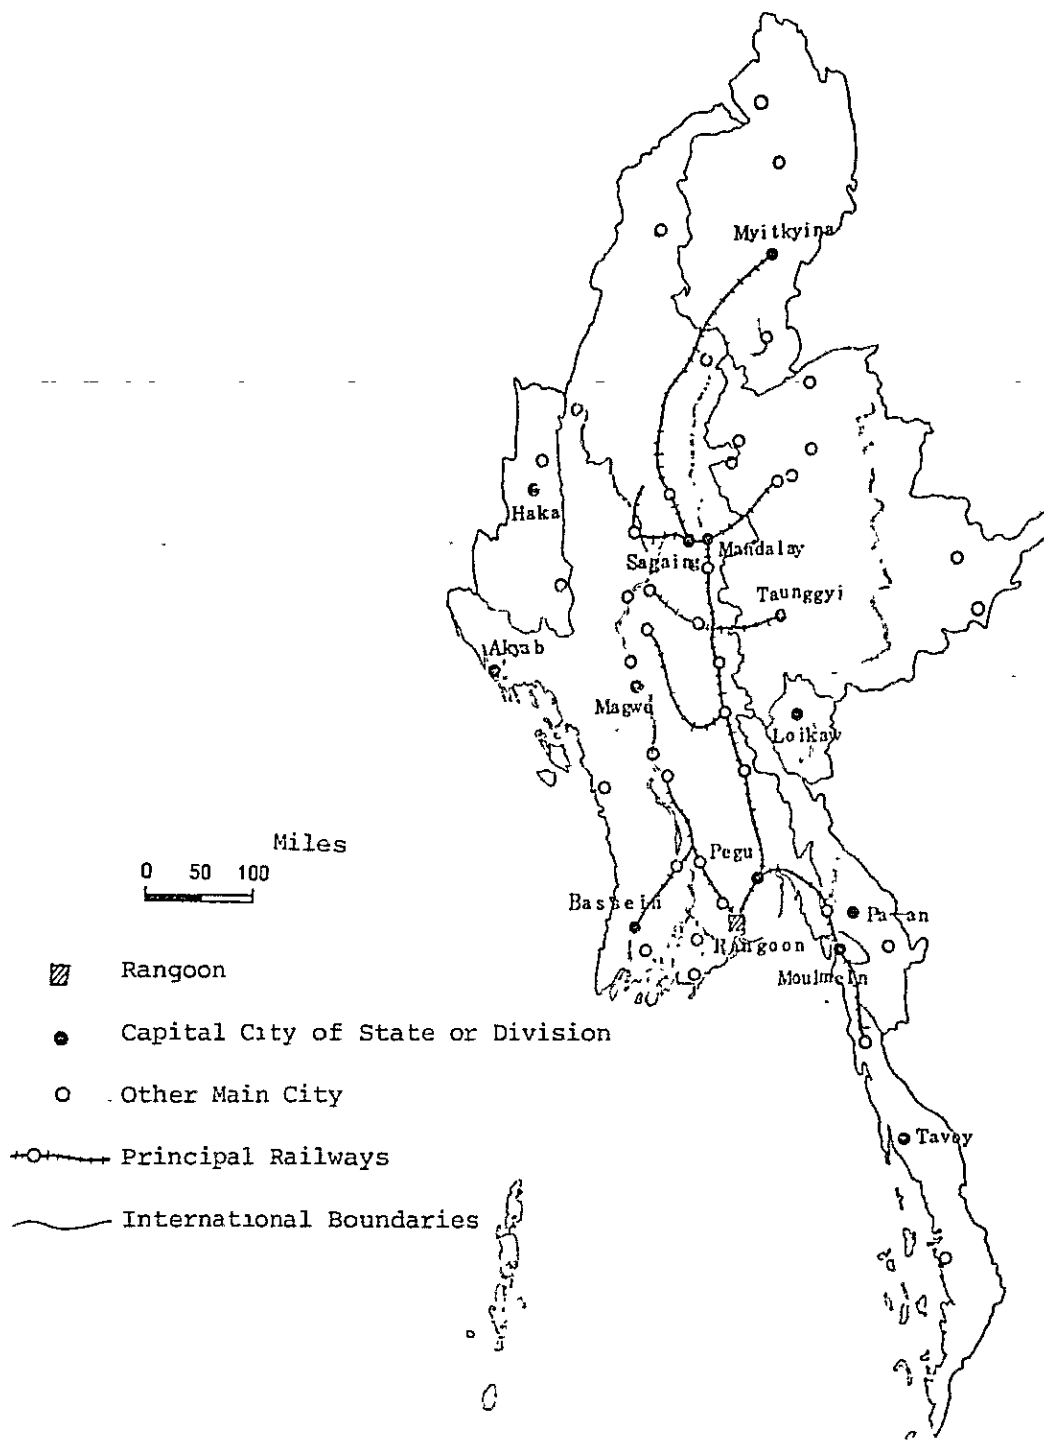 Myitkyina
Haka
Sagaing
Mandalay
Taunggyi
Akyab
Magwe
Loikaw
Miles
0 50 100
Pegu
Bassein
Pa-an
Rangoon
Moulmein
Rangoon
Capital City of State or Division
Other Main City
Principal Railways
Tavoy
International Boundaries